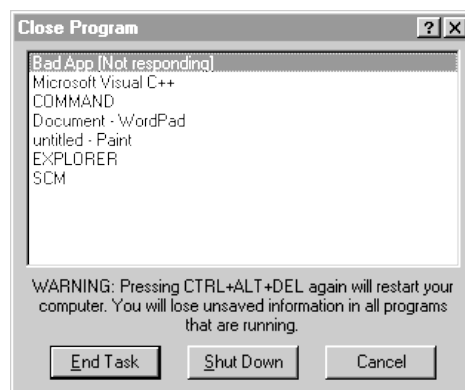 Close Program
Bad App [Not responding]
Microsoft Visual C++
COMMAND
Document - WordPad
untitled - Paint
EXPLORER
SCM
WARNING: Pressing CTRL+ALT+DEL again will restart your
computer. You will lose unsaved information in all programs
that are running.
End Task Shut Down Cancel